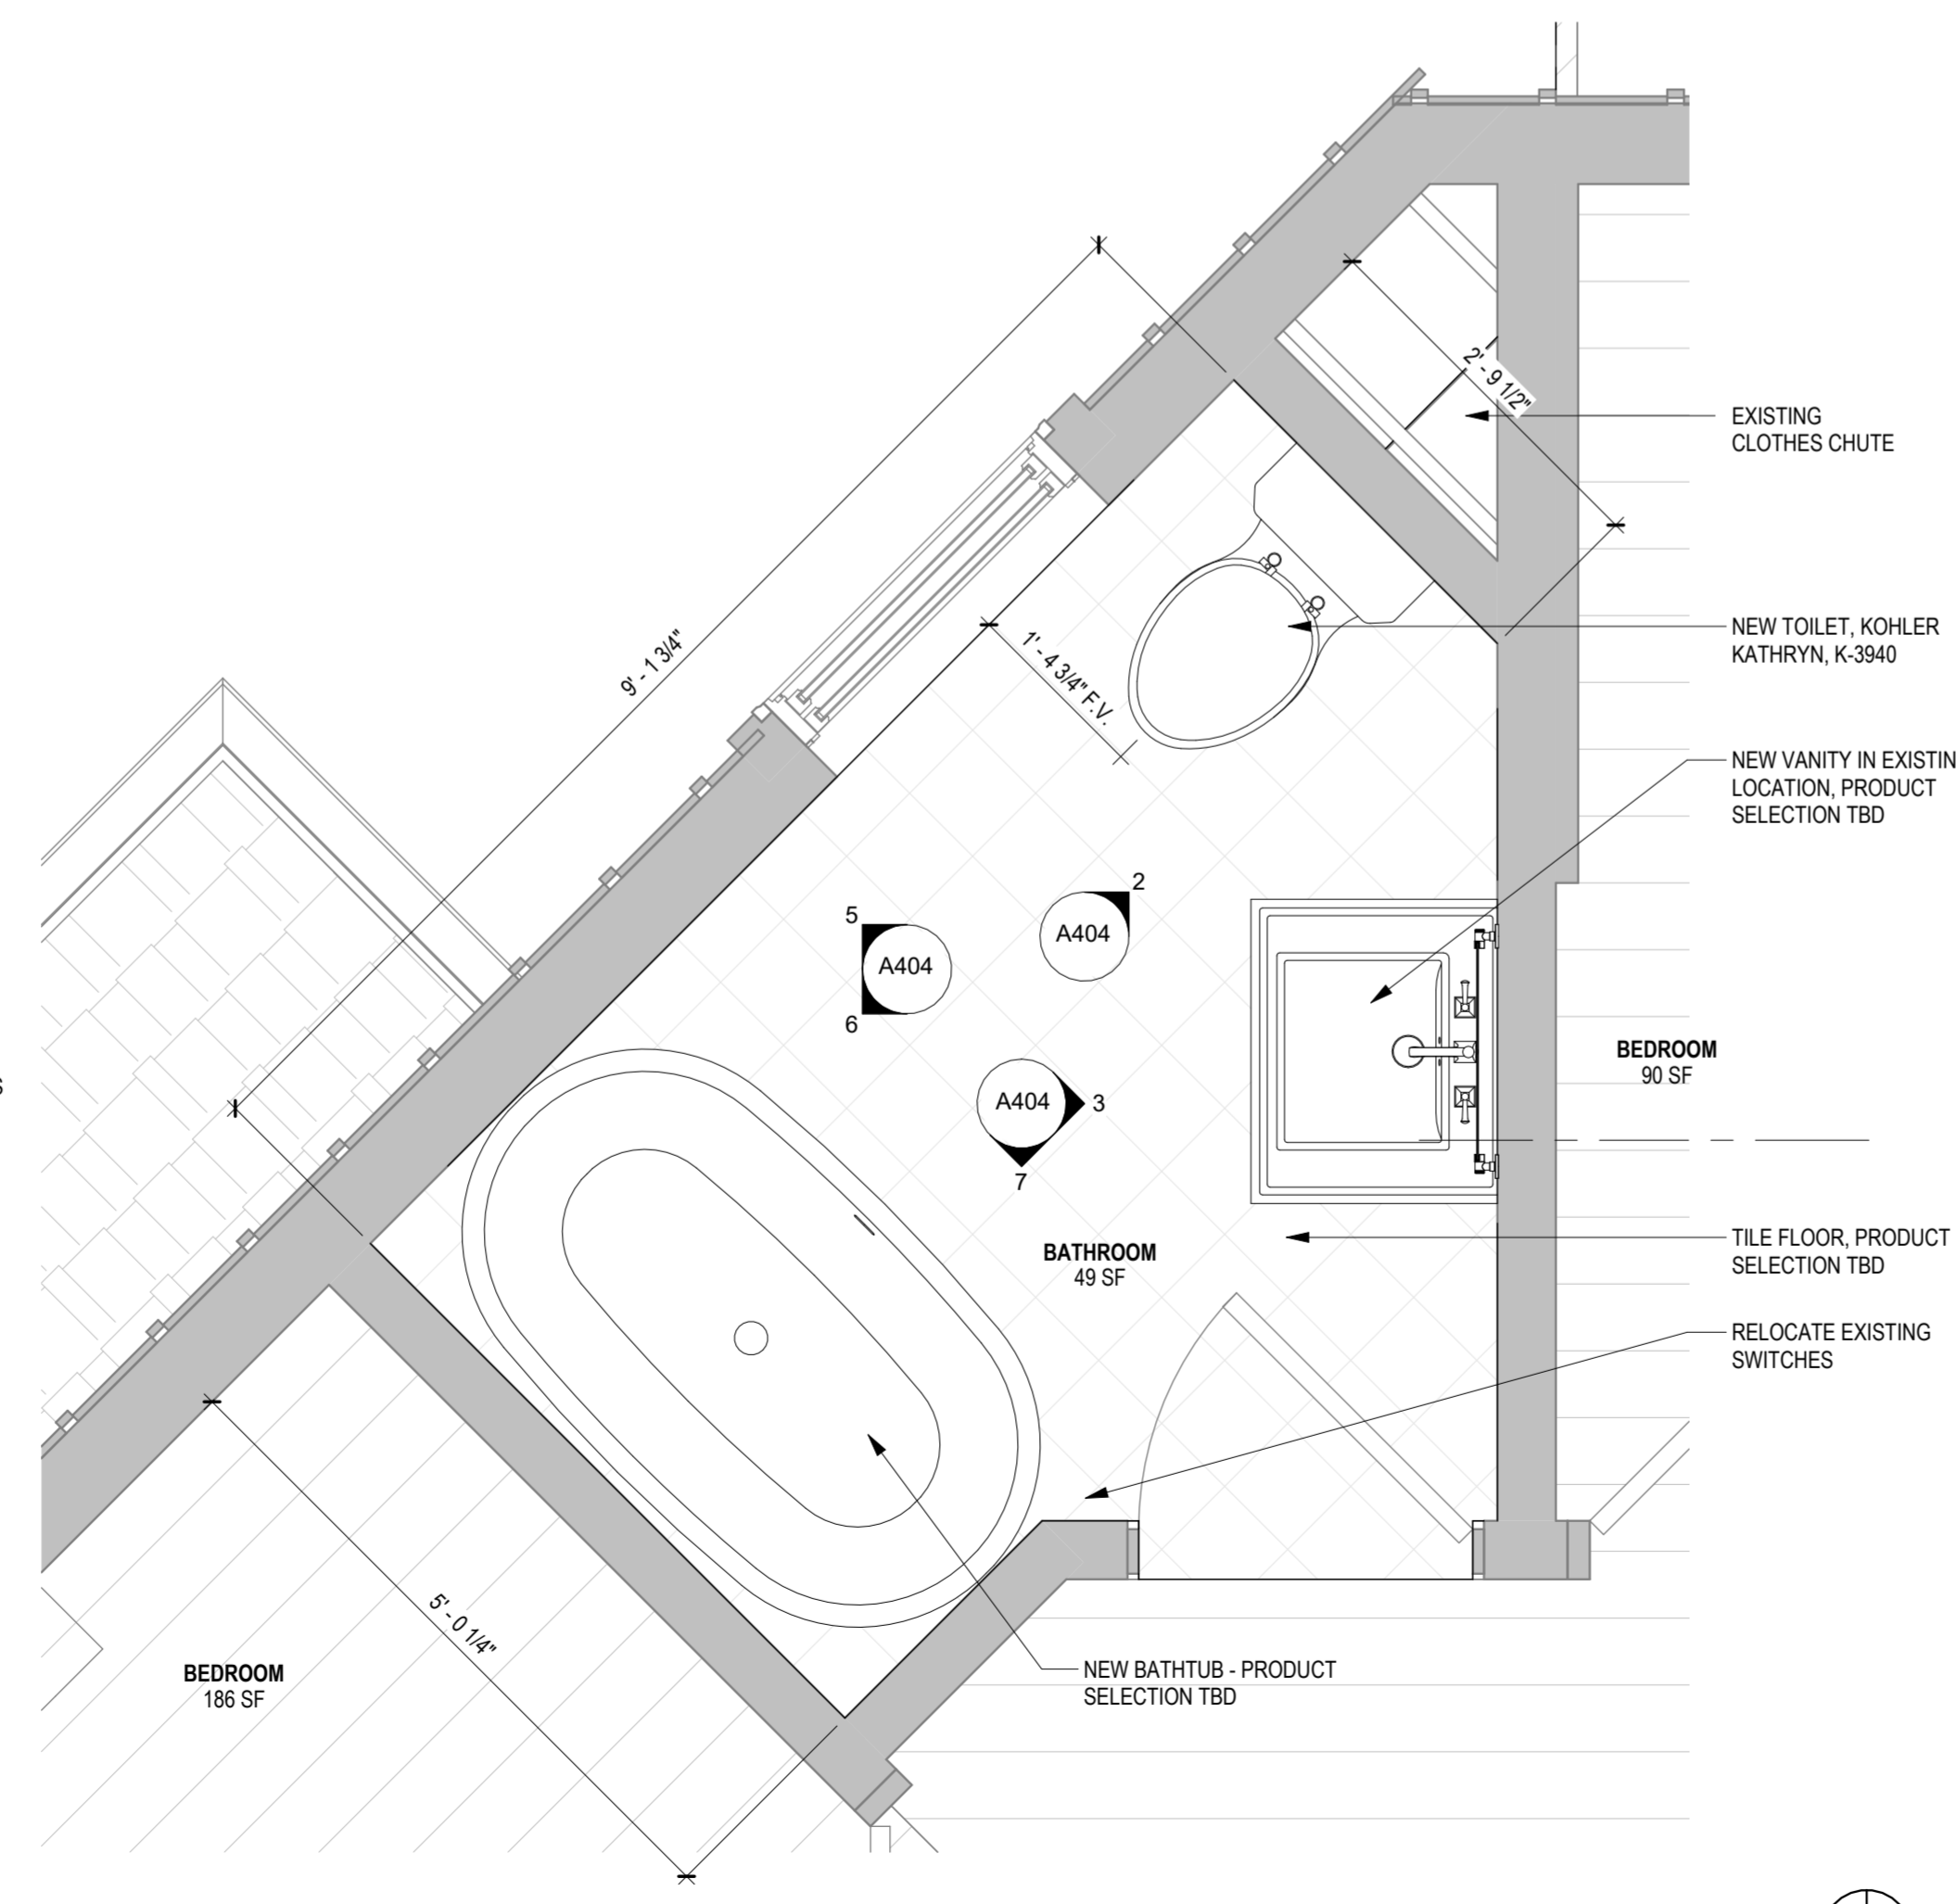 2' - 9 1/2"
EXISTING
CLOTHES CHUTE
9' - 1 3/4"
1' - 4 3/4" F.V.
NEW TOILET, KOHLER
KATHRYN, K-3940
NEW VANITY IN EXISTIN
LOCATION, PRODUCT
SELECTION TBD
2
A404
5
A404
6
A404
3
7
BEDROOM
90 SF
S
BATHROOM
49 SF
TILE FLOOR, PRODUCT
SELECTION TBD
RELOCATE EXISTING
SWITCHES
5' - 0 1/4"
BEDROOM
186 SF
NEW BATHTUB - PRODUCT
SELECTION TBD